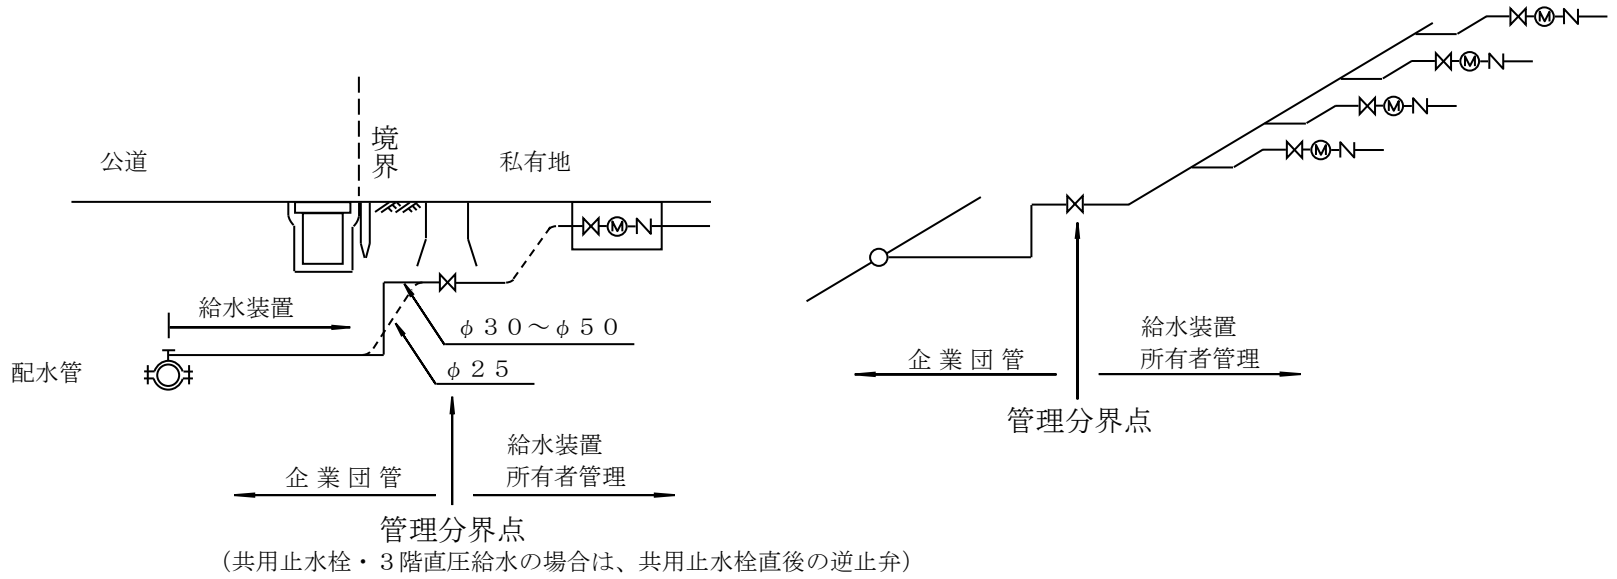 公道
境界
私有地
M
給水装置
φ３０～φ５０
φ２５
配水管
企業団管
給水装置
所有者管理
管理分界点
（共用止水栓・３階直圧給水の場合は、共用止水栓直後の逆止弁）
M
M
M
M
給水装置
所有者管理
企業団管
管理分界点